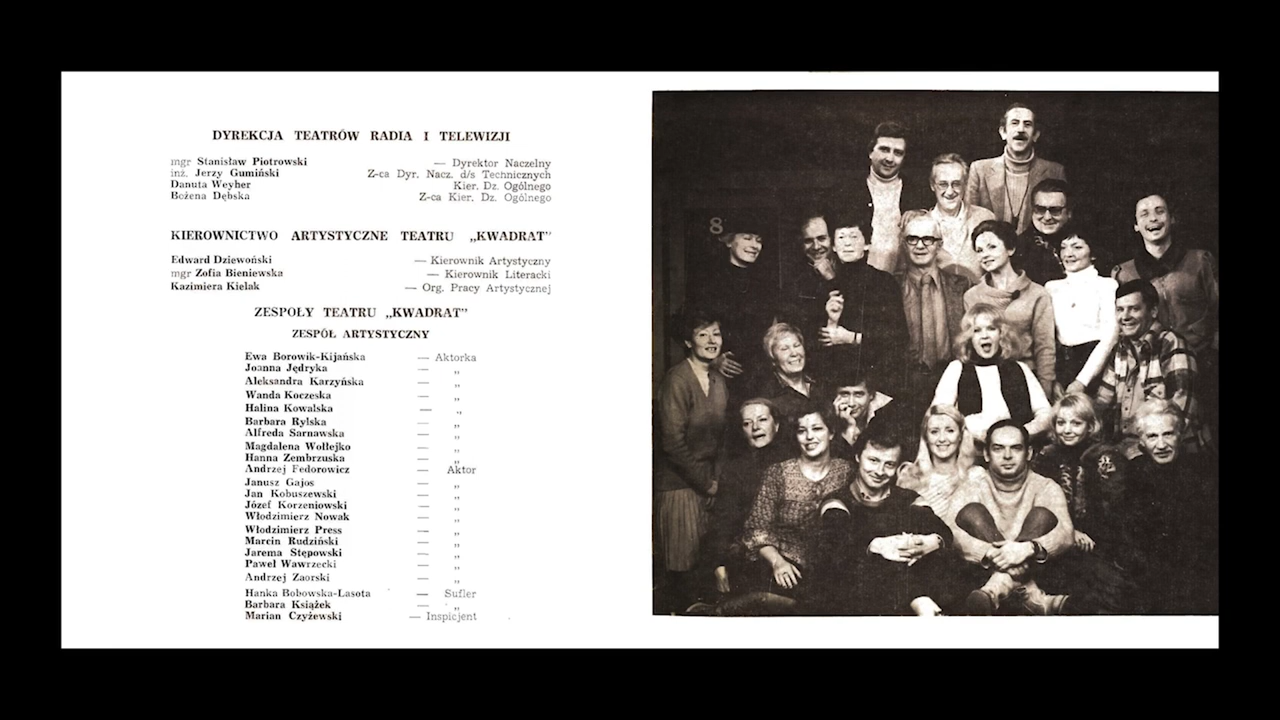 DYREKCJA TEATRÓW RADIA I TELEWIZJI
mgr Stanisław Piotrowski — Dyrektor Naczelny
inż. Jerzy Gumiński Z-ca Dyr. Nacz. d/s Technicznych
Danuta Weyher Kier. Dz. Ogólnego
Bożena Dębska Z-ca Kier. Dz. Ogólnego
KIEROWNICTWO ARTYSTYCZNE TEATRU „KWADRAT"
Edward Dziewoński — Kierownik Artystyczny
mgr Zofia Bieniewska — Kierownik Literacki
Kazimiera Kielak — Org. Pracy Artystycznej
ZESPOŁY TEATRU „KWADRAT"
ZESPÓŁ ARTYSTYCZNY
Ewa Borowik-Kijańska — Aktorka
Joanna Jędryka — „
Aleksandra Karzyńska — „
Wanda Koczeska — „
Halina Kowalska — „
Barbara Rylska — „
Alfreda Sarnawska — „
Magdalena Wołłejko — „
Hanna Zembrzuska — „
Andrzej Fedorowicz — Aktor
Janusz Gajos — „
Jan Kobuszewski — „
Józef Korzeniowski — „
Włodzimierz Nowak — „
Włodzimierz Press — „
Marcin Rudziński — „
Jarema Stępowski — „
Paweł Wawrzecki — „
Andrzej Zaorski — „
Hanka Bobowska-Lasota — Sufler
Barbara Książek — „
Marian Czyżewski — Inspicjent
8